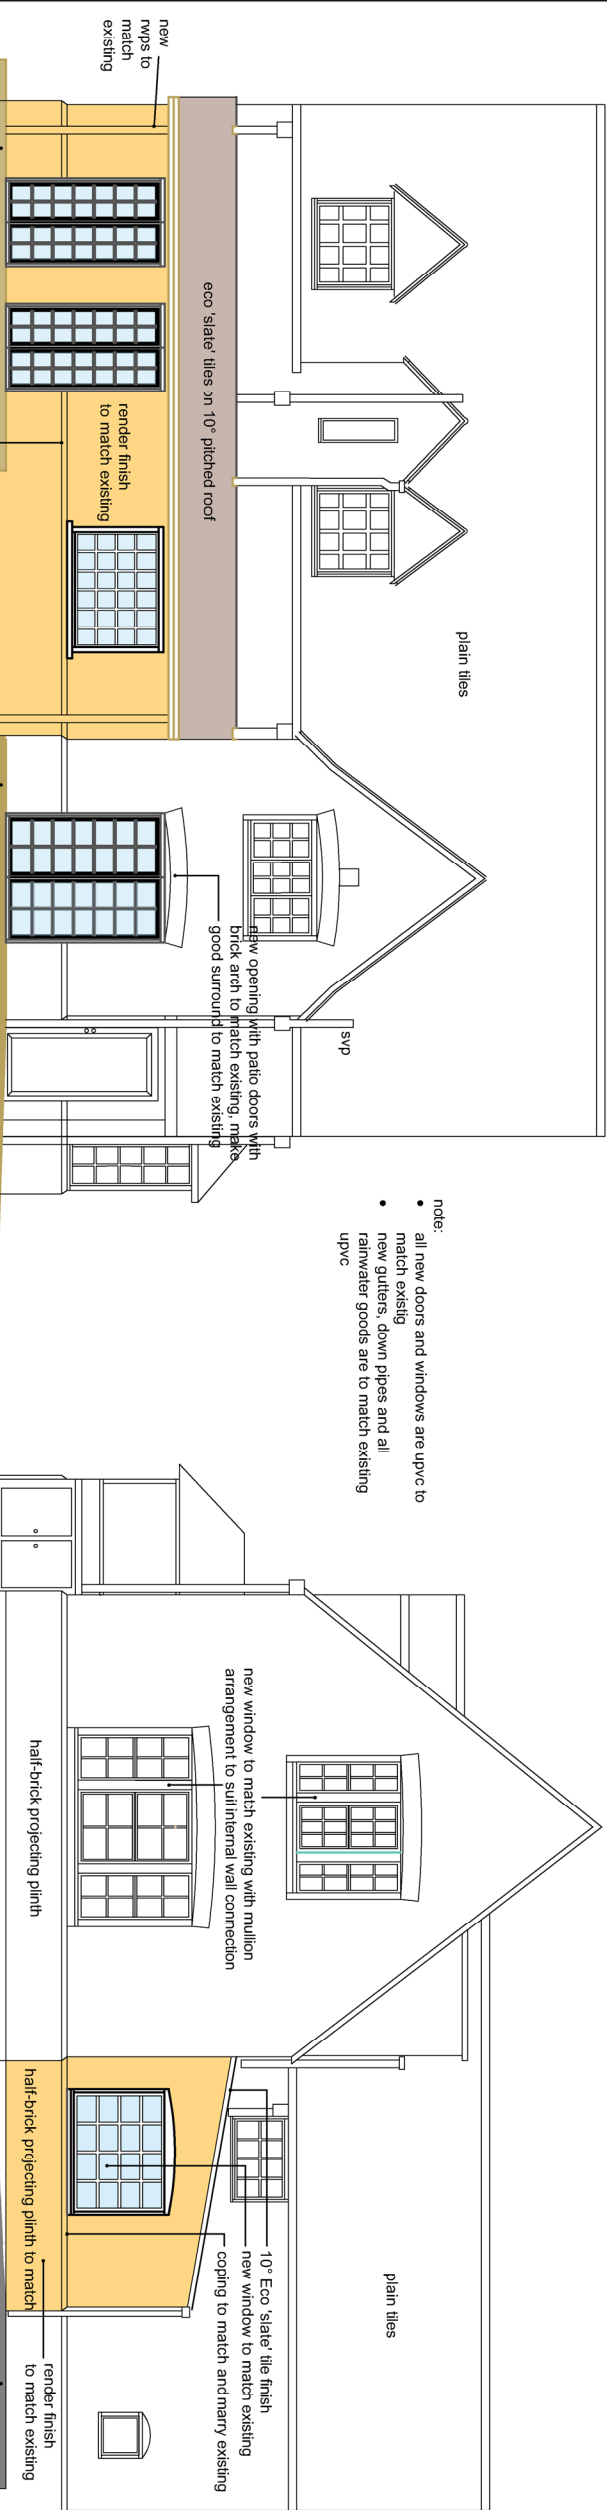 new
rwps to
match
existing
eco 'slate' tiles on 10° pitched roof
render finish
to match existing
plain tiles
new opening with patio doors with
brick arch to match existing, make
good surround to match existing
svp
note:
• all new doors and windows are upvc to
match existig
• new gutters, down pipes and all
rainwater goods are to match existing
upvc
new window to match existing with mullion
arrangement to suit internal wall connection
half-brick projecting plinth
plain tiles
10° Eco 'slate' tile finish
new window to match existing
coping to match and marry existing
half-brick projecting plinth to match
render finish
to match existing